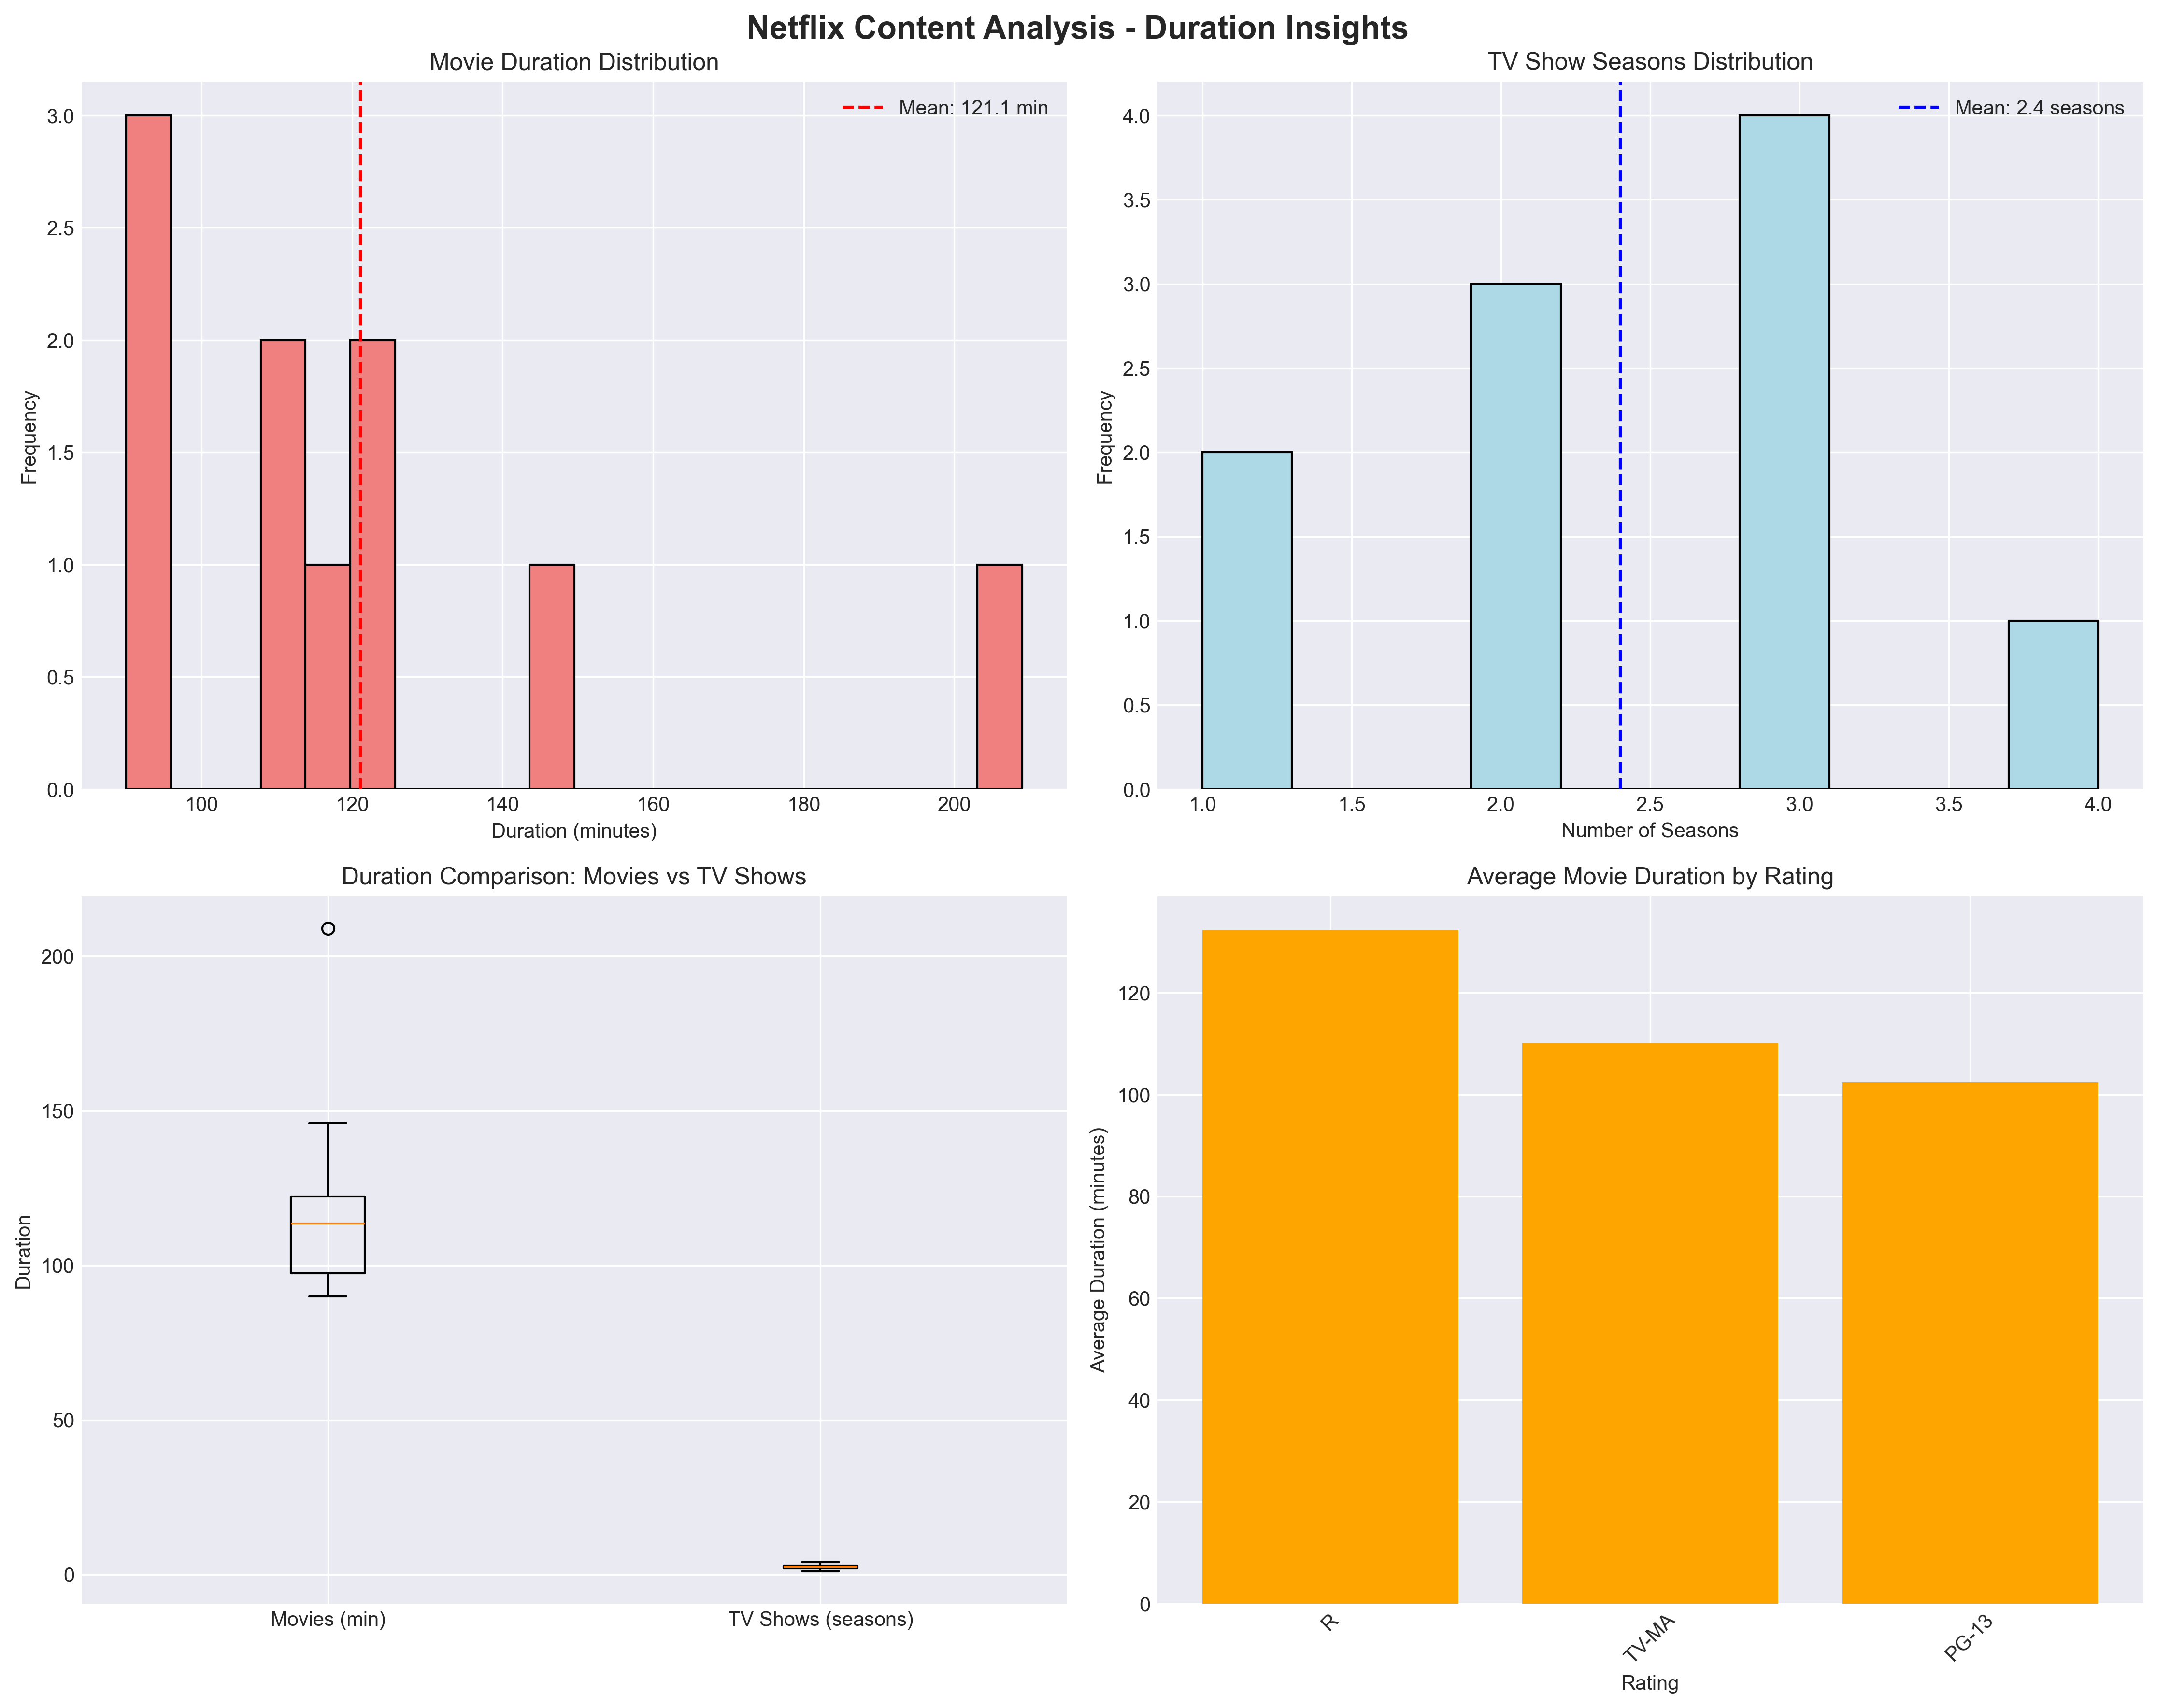 Netflix Content Analysis - Duration Insights
Movie Duration Distribution
Mean: 121.1 min
Frequency
3.0
2.5
2.0
1.5
1.0
0.5
0.0
100 120 140 160 180 200
Duration (minutes)
TV Show Seasons Distribution
Mean: 2.4 seasons
Frequency
4.0
3.5
3.0
2.5
2.0
1.5
1.0
0.5
0.0
1.0 1.5 2.0 2.5 3.0 3.5 4.0
Number of Seasons
Duration Comparison: Movies vs TV Shows
Duration
200
150
100
50
0
Movies (min) TV Shows (seasons)
Average Movie Duration by Rating
Average Duration (minutes)
120
100
80
60
40
20
0
R TV-MA PG-13
Rating